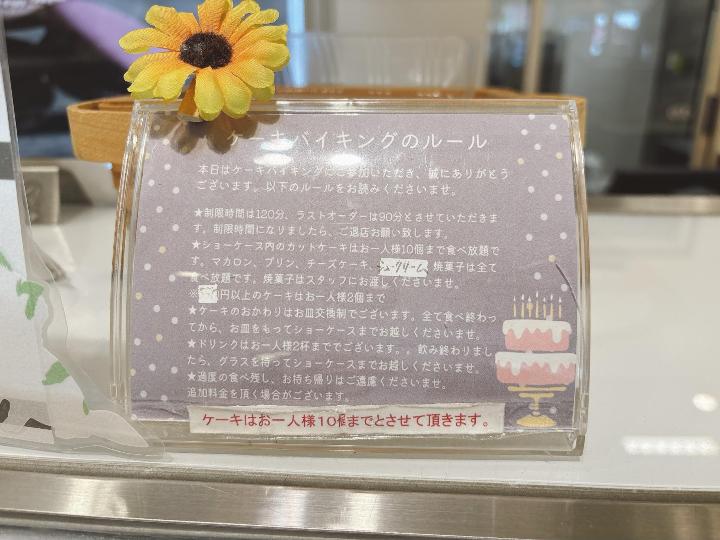 ケーキバイキングのルール
本日はケーキバイキングにご参加いただき、誠にありがとう
ございます。以下のルールをお読みくださいませ。
★制限時間は120分、ラストオーダーは90分とさせていただきま
す。制限時間になりましたら、ご退店お願い致します。
★ショーケース内のカットケーキはお一人様10個まで食べ放題で
す。マカロン、プリン、チーズケーキ、シュークリーム、焼菓子は全て
食べ放題です。焼菓子はスタッフにお渡しくださいませ。
※円以上のケーキはお一人様2個まで
★ケーキのおかわりはお皿交換制でございます。全て食べ終わっ
てから、お皿をもってショーケースまでお越しくださいませ。
★ドリンクはお一人様2杯まででございます。。飲み終わりまし
たら、グラスを持ってショーケースまでお越しくださいませ。
★過度の食べ残し、お持ち帰りはご遠慮くださいませ。
追加料金を頂く場合がございます。
ケーキはお一人様10個までとさせて頂きます。